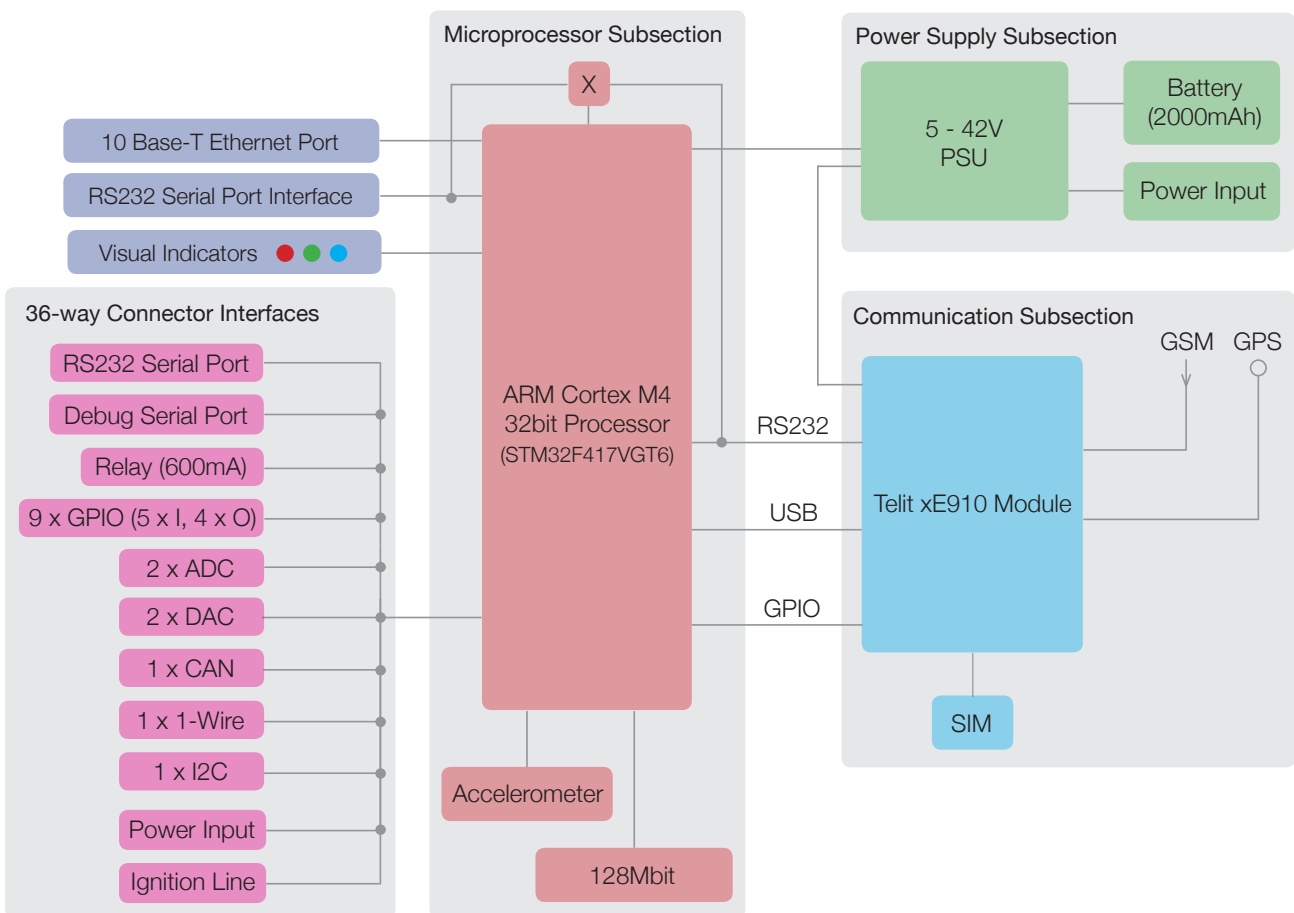 Microprocessor Subsection
X
10 Base-T Ethernet Port
RS232 Serial Port Interface
Visual Indicators
36-way Connector Interfaces
RS232 Serial Port
Debug Serial Port
Relay (600mA)
9 x GPIO (5 x I, 4 x O)
2 x ADC
2 x DAC
1 x CAN
1 x 1-Wire
1 x I2C
Power Input
Ignition Line
ARM Cortex M4
32bit Processor
(STM32F417VGT6)
Accelerometer
128Mbit
Power Supply Subsection
5 - 42V
PSU
Battery
(2000mAh)
Power Input
Communication Subsection
GSM
GPS
RS232
USB
GPIO
Telit xE910 Module
SIM